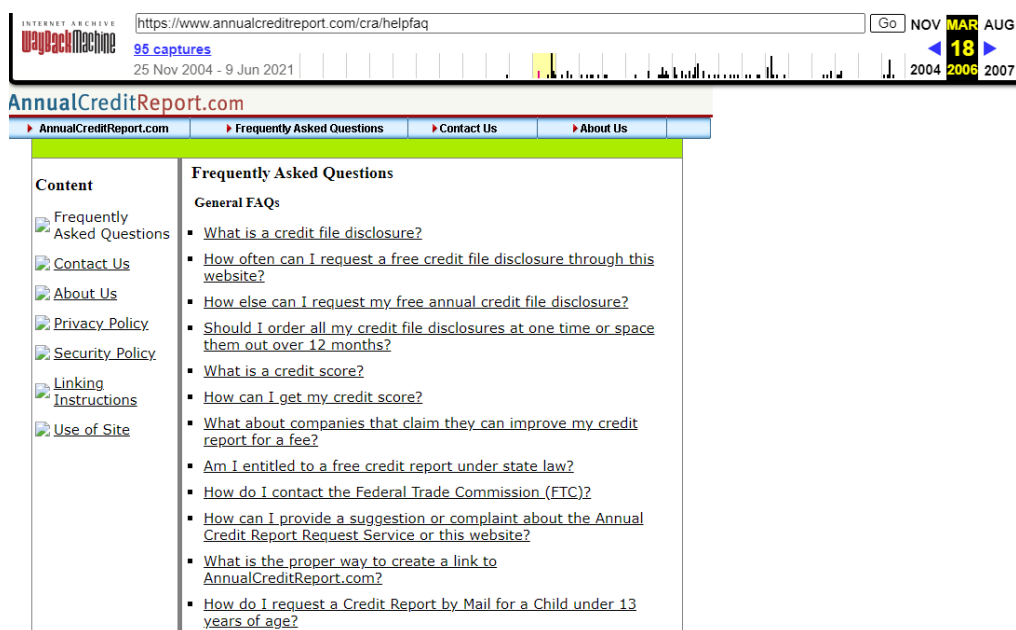 INTERNET ARCHIVE
WayBackMachine
https://www.annualcreditreport.com/cra/helpfaq
Go
NOV MAR AUG
95 captures
18
25 Nov 2004 - 9 Jun 2021
2004 2006 2007
AnnualCreditReport.com
AnnualCreditReport.com
Frequently Asked Questions
Contact Us
About Us
Content
Frequently
Asked Questions
Contact Us
About Us
Privacy Policy
Security Policy
Linking
Instructions
Use of Site
Frequently Asked Questions
General FAQs
What is a credit file disclosure?
How often can I request a free credit file disclosure through this
website?
How else can I request my free annual credit file disclosure?
Should I order all my credit file disclosures at one time or space
them out over 12 months?
What is a credit score?
How can I get my credit score?
What about companies that claim they can improve my credit
report for a fee?
Am I entitled to a free credit report under state law?
How do I contact the Federal Trade Commission (FTC)?
How can I provide a suggestion or complaint about the Annual
Credit Report Request Service or this website?
What is the proper way to create a link to
AnnualCreditReport.com?
How do I request a Credit Report by Mail for a Child under 13
years of age?